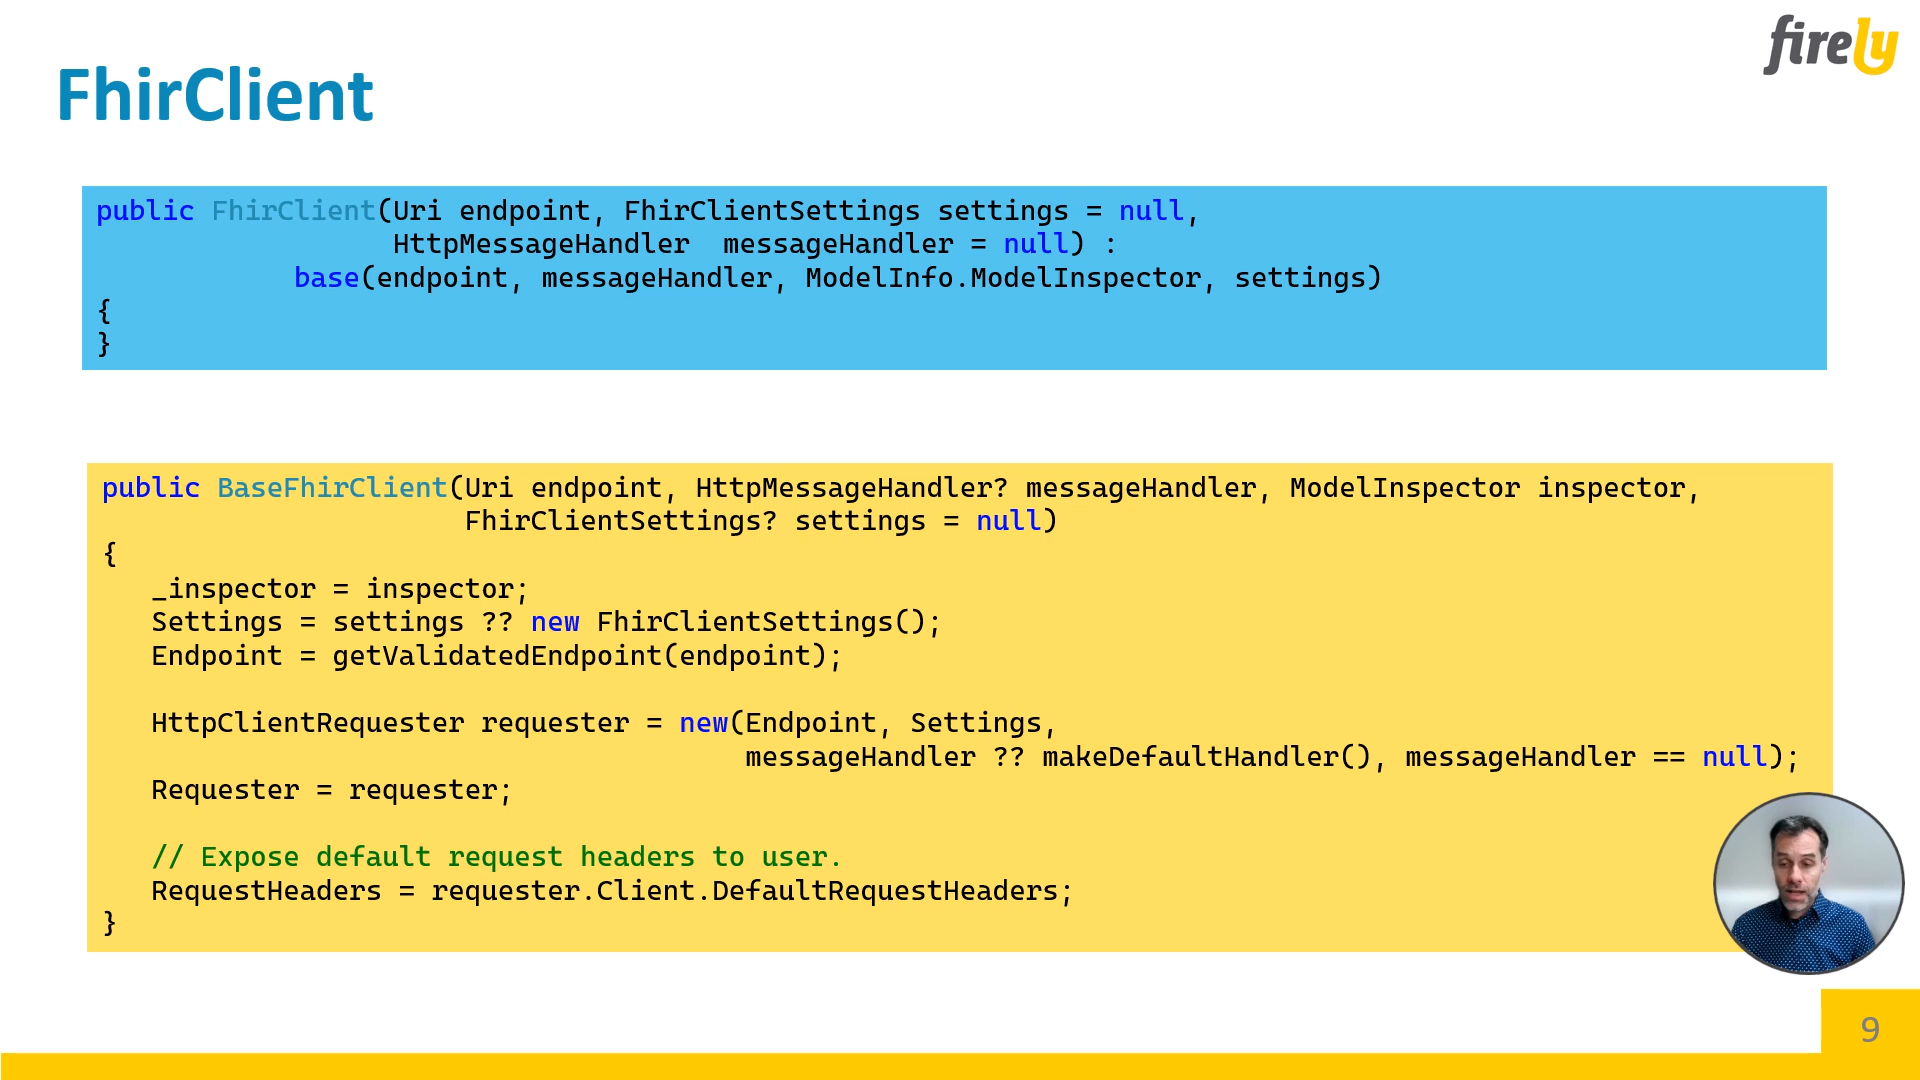 firely
FhirClient
public FhirClient(Uri endpoint, FhirClientSettings settings = null,
HttpMessageHandler  messageHandler = null) :
base(endpoint, messageHandler, ModelInfo.ModelInspector, settings)
{
}
public BaseFhirClient(Uri endpoint, HttpMessageHandler? messageHandler, ModelInspector inspector,
FhirClientSettings? settings = null)
{
_inspector = inspector;
Settings = settings ?? new FhirClientSettings();
Endpoint = getValidatedEndpoint(endpoint);
HttpClientRequester requester = new(Endpoint, Settings,
messageHandler ?? makeDefaultHandler(), messageHandler == null);
Requester = requester;
// Expose default request headers to user.
RequestHeaders = requester.Client.DefaultRequestHeaders;
}
9